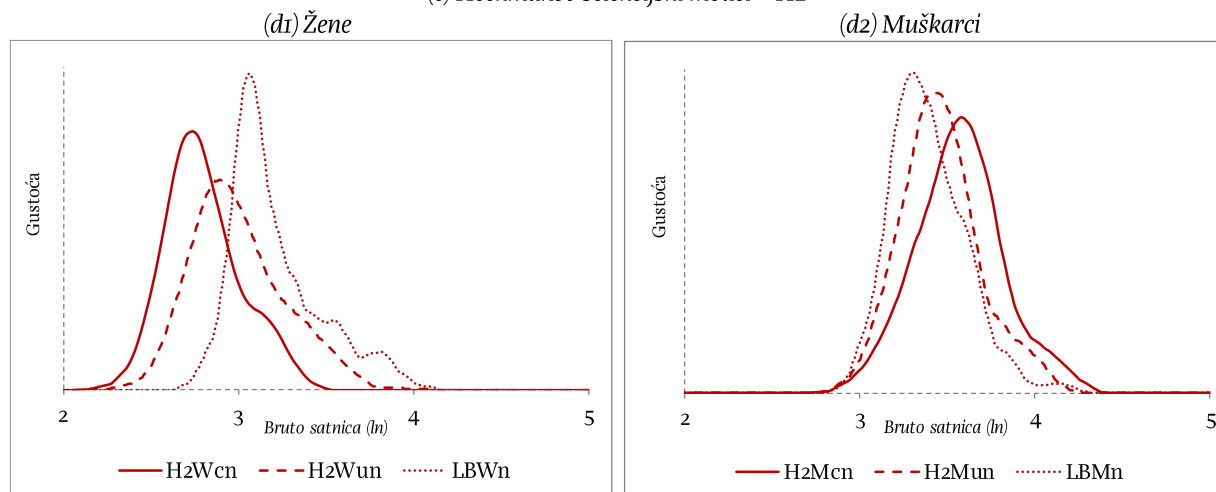 (d1) Žene
(d2) Muškarci
Gustoća
2
3
4
5
Bruto satnica (ln)
H2Wcn
H2Wun
LBWn
Gustoća
2
3
4
5
Bruto satnica (ln)
H2Mcn
H2Mun
LBMn